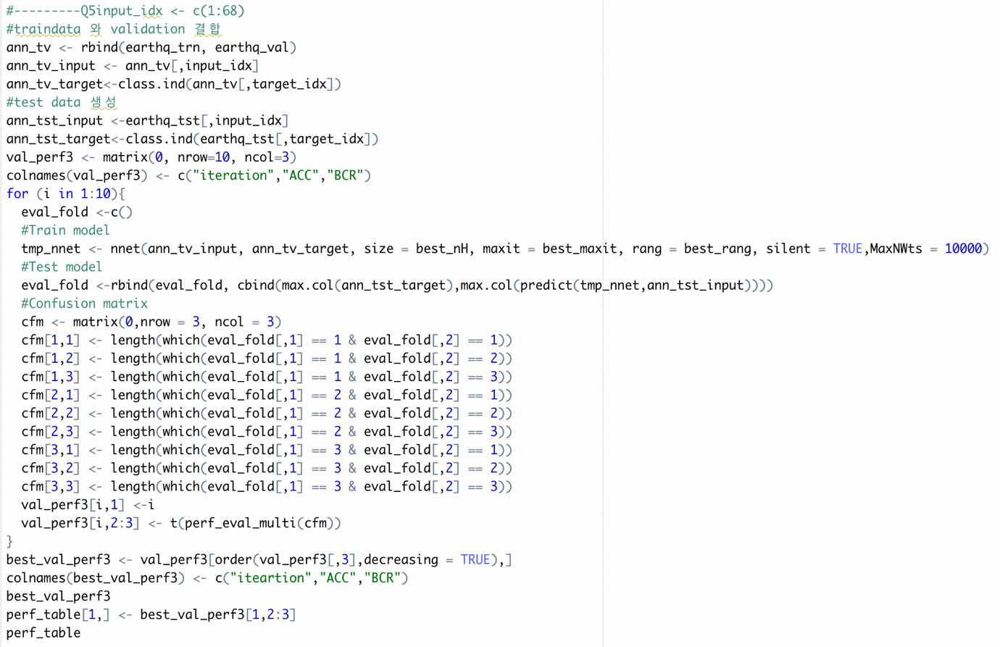 #---------Q5input_idx <- c(1:68)
#traindata 와 validation 결합
ann_tv <- rbind(earthq_trn, earthq_val)
ann_tv_input <- ann_tv[,input_idx]
ann_tv_target<-class.ind(ann_tv[,target_idx])
#test data 생성
ann_tst_input <-earthq_tst[,input_idx]
ann_tst_target<-class.ind(earthq_tst[,target_idx])
val_perf3 <- matrix(0, nrow=10, ncol=3)
colnames(val_perf3) <- c("iteration","ACC","BCR")
for (i in 1:10){
  eval_fold <-c()
  #Train model
  tmp_nnet <- nnet(ann_tv_input, ann_tv_target, size = best_nH, maxit = best_maxit, rang = best_rang, silent = TRUE,MaxNWts = 10000)
  #Test model
  eval_fold <-rbind(eval_fold, cbind(max.col(ann_tst_target),max.col(predict(tmp_nnet,ann_tst_input))))
  #Confusion matrix
  cfm <- matrix(0,nrow = 3, ncol = 3)
  cfm[1,1] <- length(which(eval_fold[,1] == 1 & eval_fold[,2] == 1))
  cfm[1,2] <- length(which(eval_fold[,1] == 1 & eval_fold[,2] == 2))
  cfm[1,3] <- length(which(eval_fold[,1] == 1 & eval_fold[,2] == 3))
  cfm[2,1] <- length(which(eval_fold[,1] == 2 & eval_fold[,2] == 1))
  cfm[2,2] <- length(which(eval_fold[,1] == 2 & eval_fold[,2] == 2))
  cfm[2,3] <- length(which(eval_fold[,1] == 2 & eval_fold[,2] == 3))
  cfm[3,1] <- length(which(eval_fold[,1] == 3 & eval_fold[,2] == 1))
  cfm[3,2] <- length(which(eval_fold[,1] == 3 & eval_fold[,2] == 2))
  cfm[3,3] <- length(which(eval_fold[,1] == 3 & eval_fold[,2] == 3))
  val_perf3[i,1] <-i
  val_perf3[i,2:3] <- t(perf_eval_multi(cfm))
}
best_val_perf3 <- val_perf3[order(val_perf3[,3],decreasing = TRUE),]
colnames(best_val_perf3) <- c("iteartion","ACC","BCR")
best_val_perf3
perf_table[1,] <- best_val_perf3[1,2:3]
perf_table